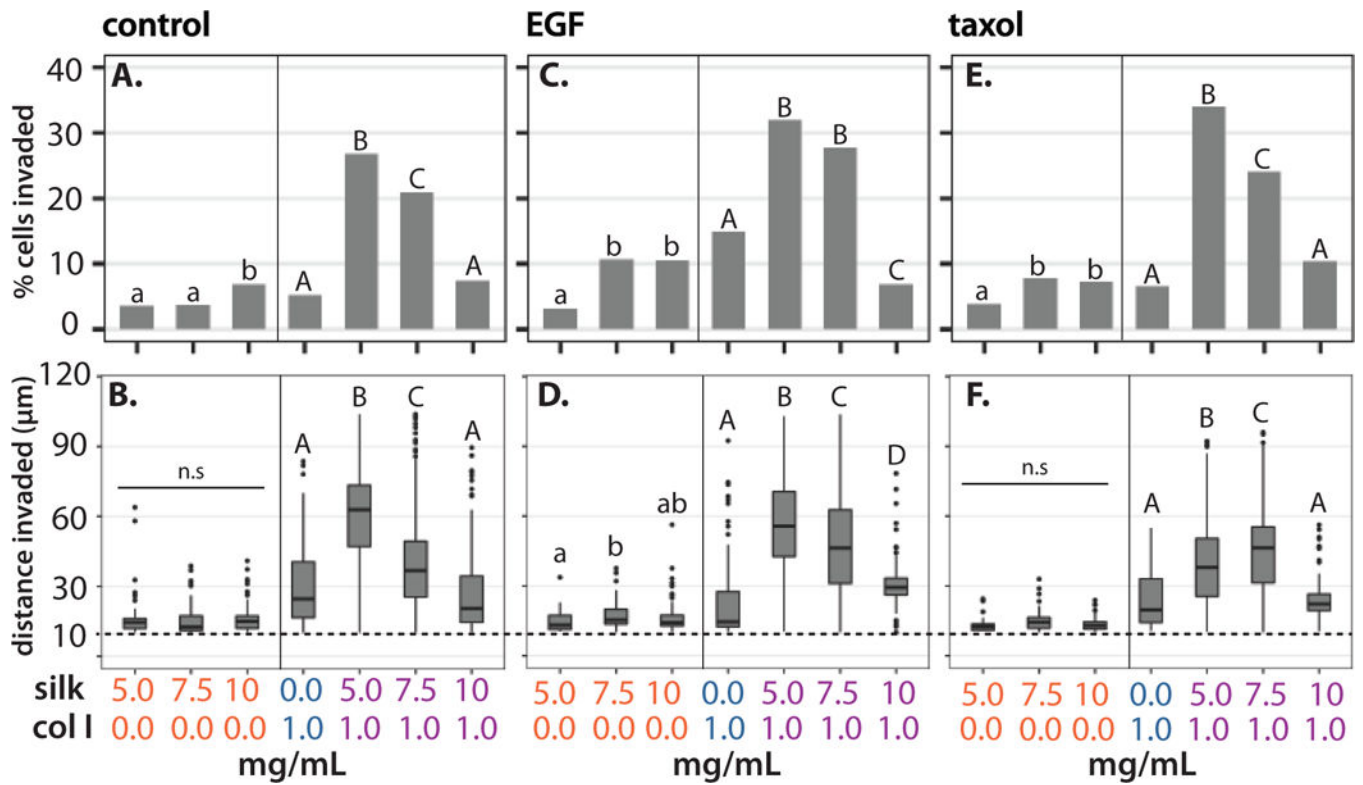 control EGF taxol
% cells invaded
40
30
20
10
0
A.
a a b A B C A
C.
a b b A B B C
E.
a b b A B C A
distance invaded (μm)
120
90
60
30
10
B.
n.s
A B C A
D.
a b ab A B C D
F.
n.s
A B C A
silk 5.0 7.5 10 0.0 5.0 7.5 10 5.0 7.5 10 0.0 5.0 7.5 10 5.0 7.5 10 0.0 5.0 7.5 10
col I 0.0 0.0 0.0 1.0 1.0 1.0 1.0 0.0 0.0 0.0 1.0 1.0 1.0 1.0 0.0 0.0 0.0 1.0 1.0 1.0 1.0
mg/mL mg/mL mg/mL